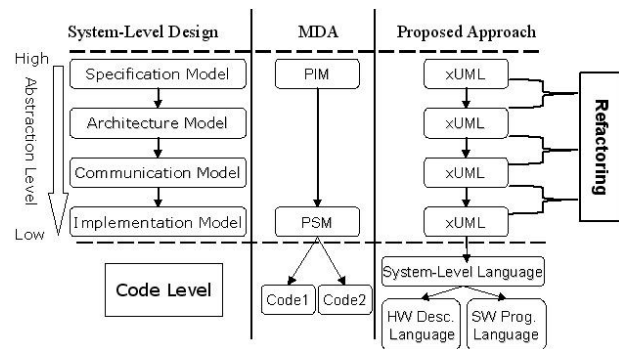 System-Level Design
MDA
Proposed Approach
High
Abstraction Level
Low
Specification Model
Architecture Model
Communication Model
Implementation Model
PIM
PSM
xUML
xUML
xUML
xUML
Refactoring
Code Level
Code1
Code2
System-Level Language
HW Desc.
Language
SW Prog.
Language